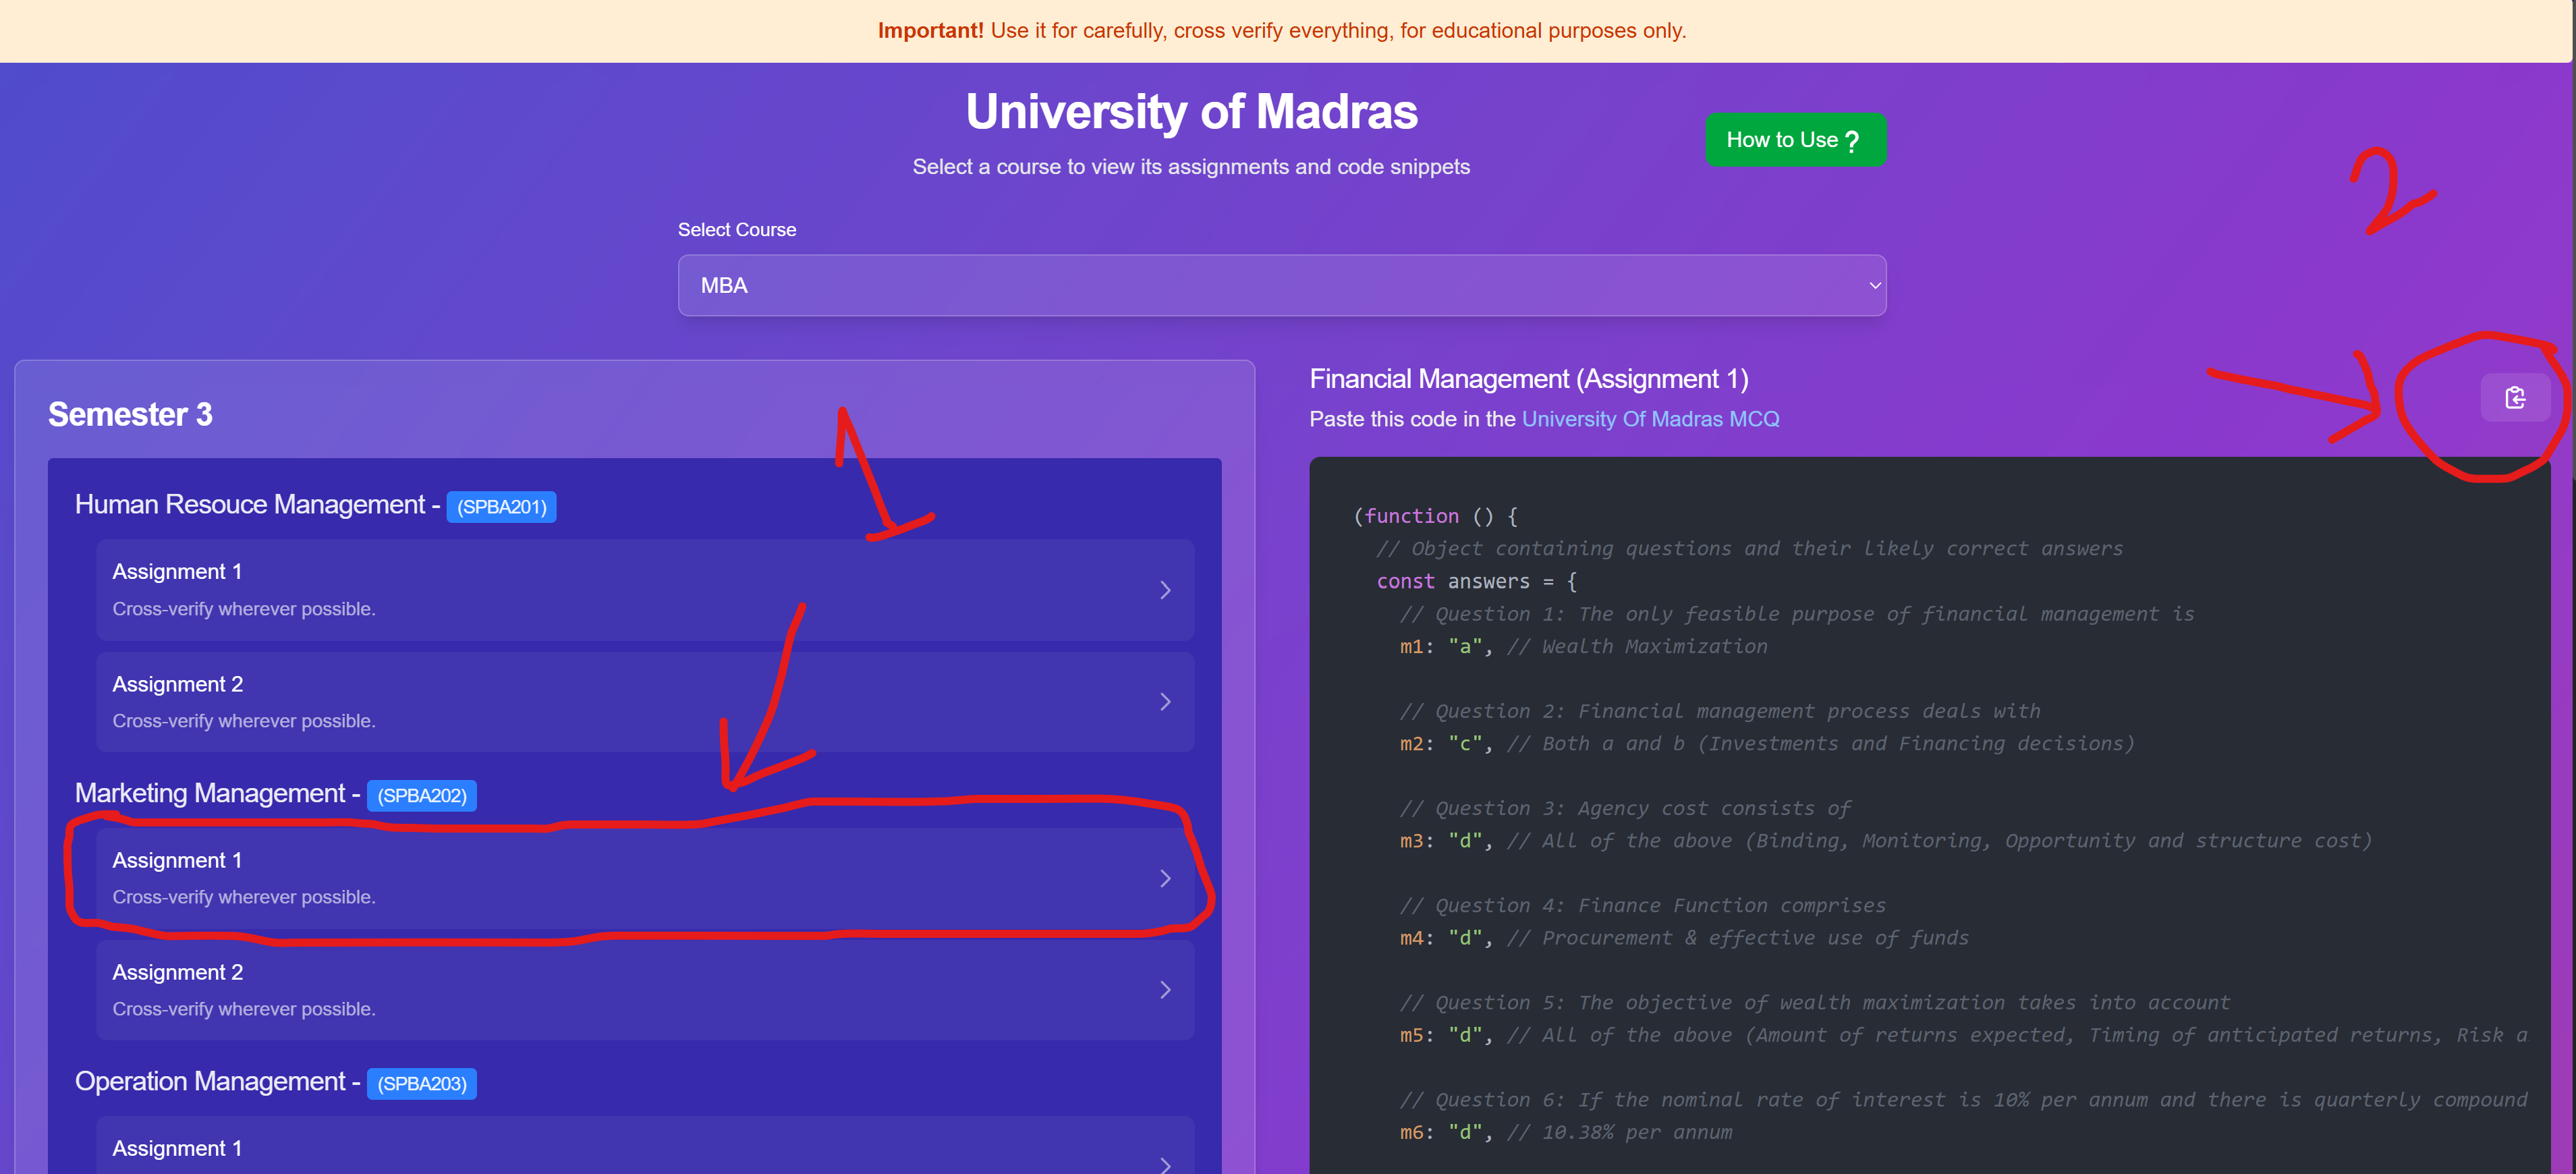 Important! Use it for carefully, cross verify everything, for educational purposes only.
University of Madras
Select a course to view its assignments and code snippets
How to Use ?
2
Select Course
MBA
Semester 3
1
Human Resouce Management - (SPBA201)
Assignment 1
Cross-verify wherever possible.
Assignment 2
Cross-verify wherever possible.
Marketing Management - (SPBA202)
Assignment 1
Cross-verify wherever possible.
Assignment 2
Cross-verify wherever possible.
Operation Management - (SPBA203)
Assignment 1
Financial Management (Assignment 1)
Paste this code in the University Of Madras MCQ
(function () {
// Object containing questions and their likely correct answers
const answers = {
// Question 1: The only feasible purpose of financial management is
m1: "a", // Wealth Maximization
// Question 2: Financial management process deals with
m2: "c", // Both a and b (Investments and Financing decisions)
// Question 3: Agency cost consists of
m3: "d", // All of the above (Binding, Monitoring, Opportunity and structure cost)
// Question 4: Finance Function comprises
m4: "d", // Procurement & effective use of funds
// Question 5: The objective of wealth maximization takes into account
m5: "d", // All of the above (Amount of returns expected, Timing of anticipated returns, Risk a
// Question 6: If the nominal rate of interest is 10% per annum and there is quarterly compound
m6: "d", // 10.38% per annum